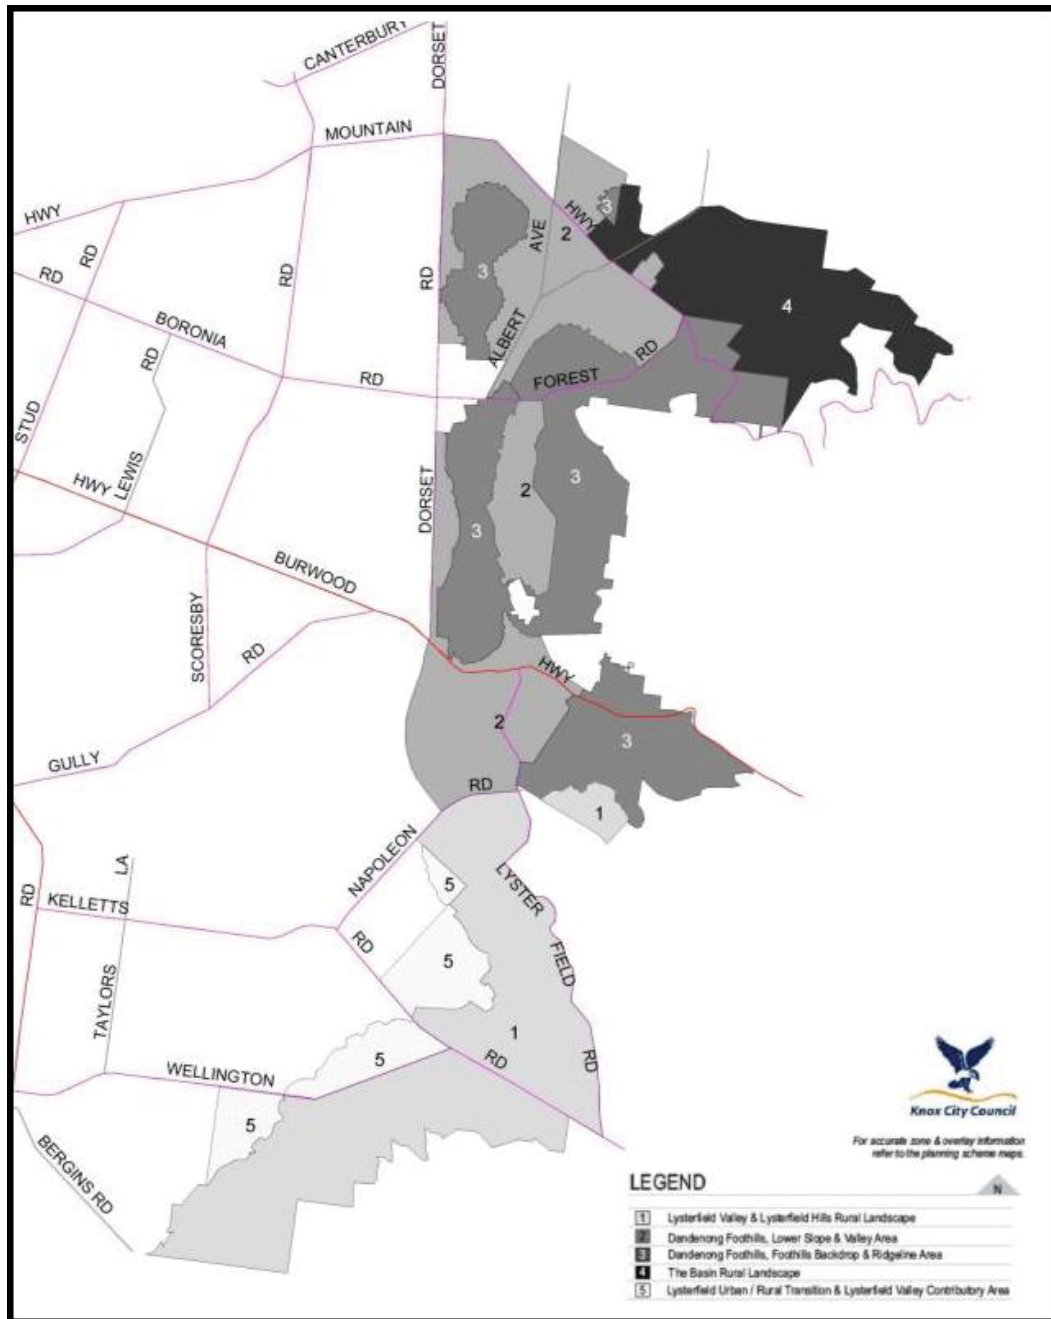 CANTERBURY
DORSET
MOUNTAIN
HWY
RD
RD
RD
BORONIA
RD
RD
STUD
LEWIS
HWY
RD
DORSET
AVE
HWY
ALBERT
FOREST
RD
3
2
3
4
3
2
3
BURWOOD
SCORESBY
RD
GULLY
HWY
2
3
RD
1
NAPOLEON
LA
RD
KELLETTS
5
LYSTER
RD
5
FIELD
TAYLORS
1
RD
RD
5
WELLINGTON
5
BERGINS RD
Knox City Council
For accurate zone & overlay information
refer to the planning scheme maps.
LEGEND
N
1 Lysterfield Valley & Lysterfield Hills Rural Landscape
2 Dandenong Foothills, Lower Slope & Valley Area
3 Dandenong Foothills, Foothills Backdrop & Ridgeline Area
4 The Basin Rural Landscape
5 Lysterfield Urban / Rural Transition & Lysterfield Valley Contributory Area